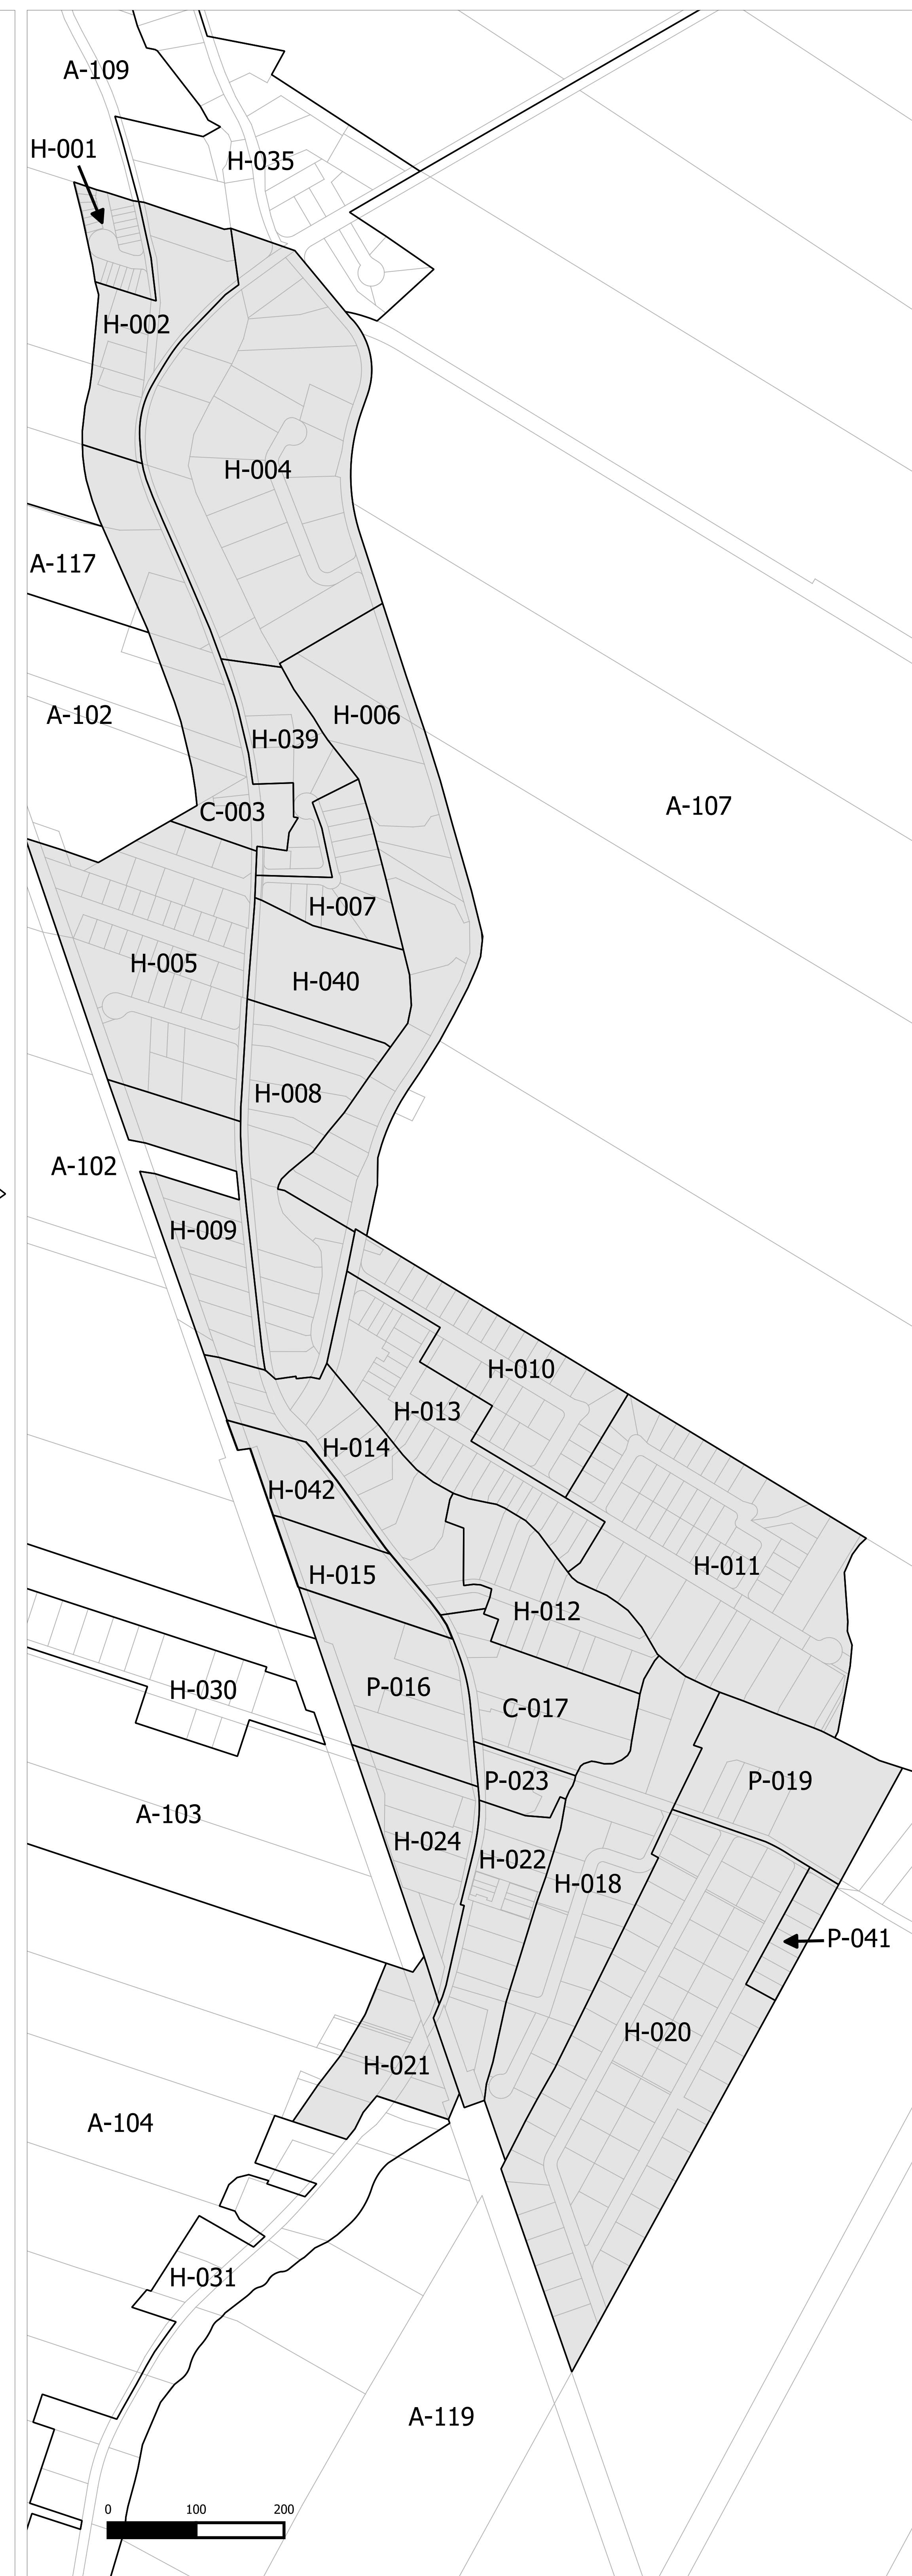 A-109
H-001
H-035
H-002
H-004
A-117
A-102
H-006
H-039
A-107
C-003
H-007
H-005
H-040
H-008
A-102
H-009
H-010
H-013
H-014
H-042
H-011
H-015
H-012
P-016
H-030
C-017
P-023
P-019
A-103
H-024
H-022
H-018
P-041
H-020
H-021
A-104
H-031
A-119
0 100 200